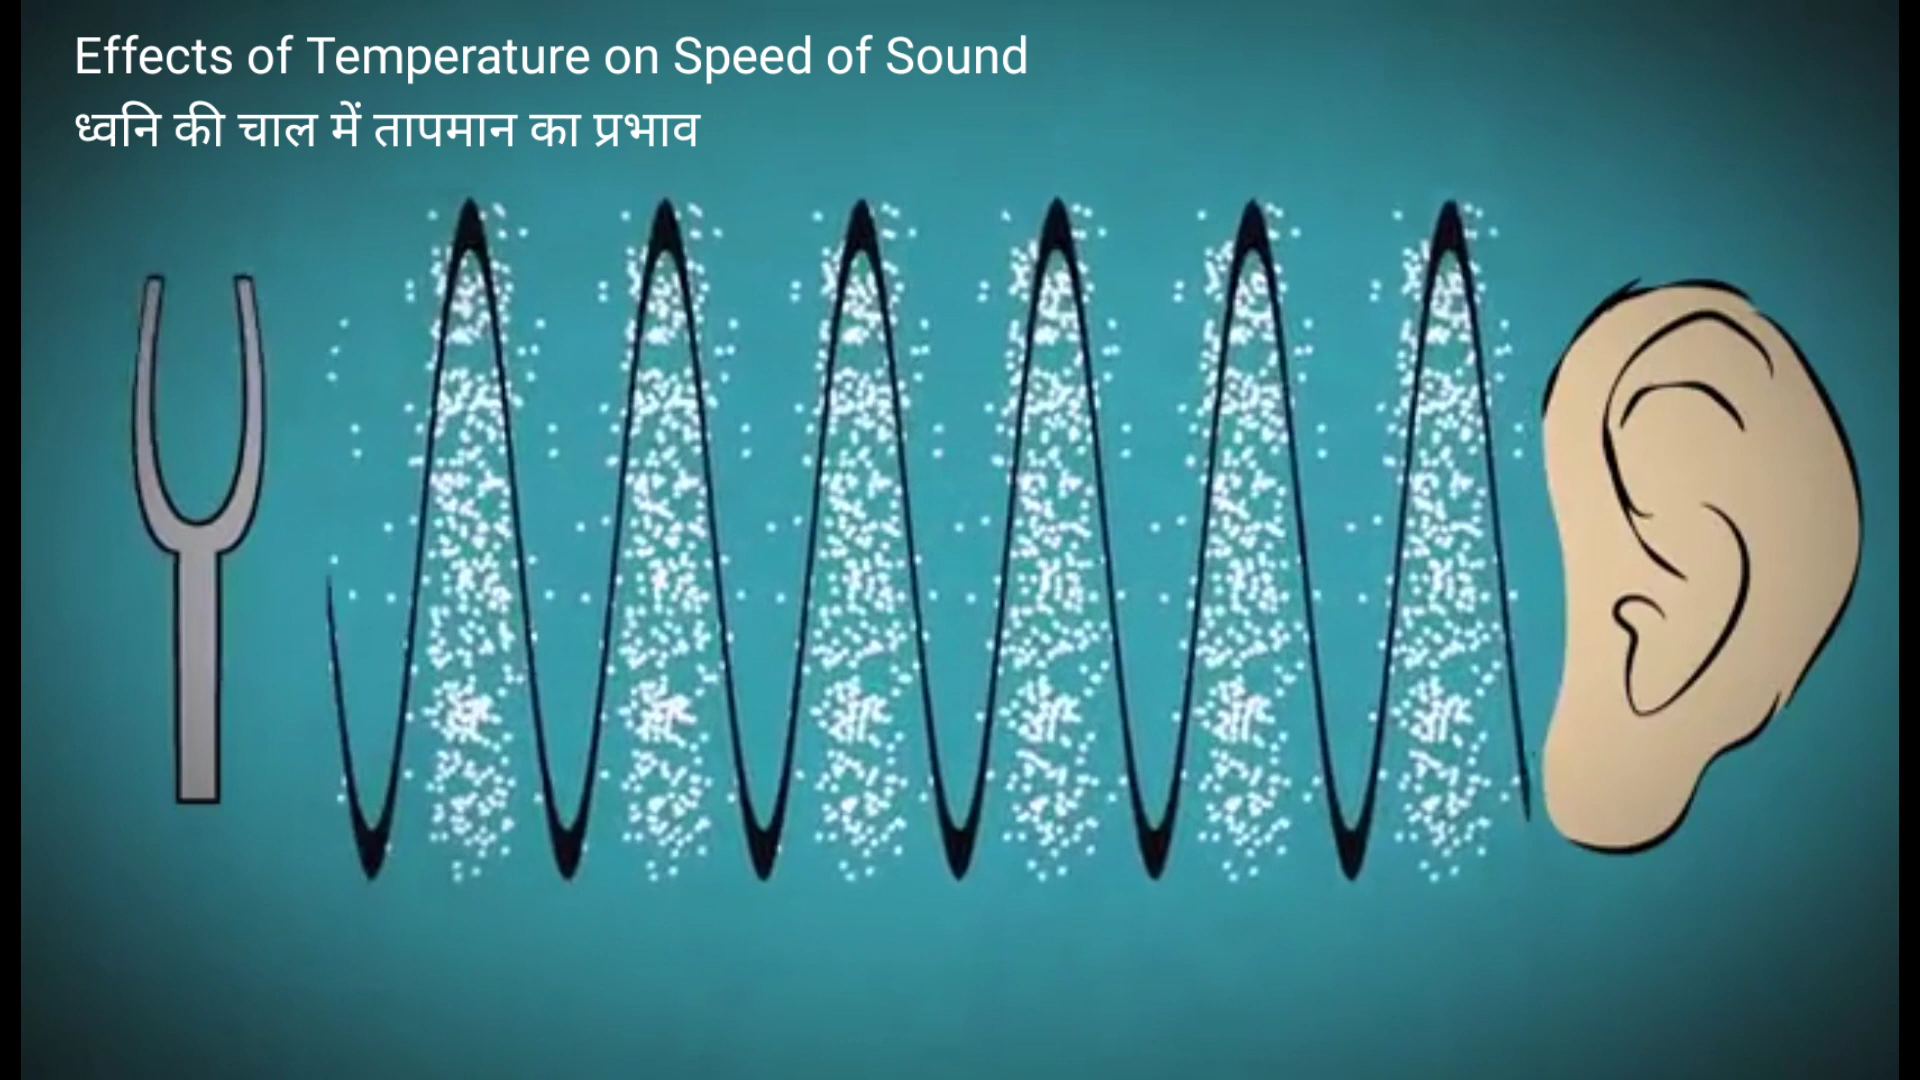 Effects of Temperature on Speed of Sound
ध्वनि की चाल में तापमान का प्रभाव